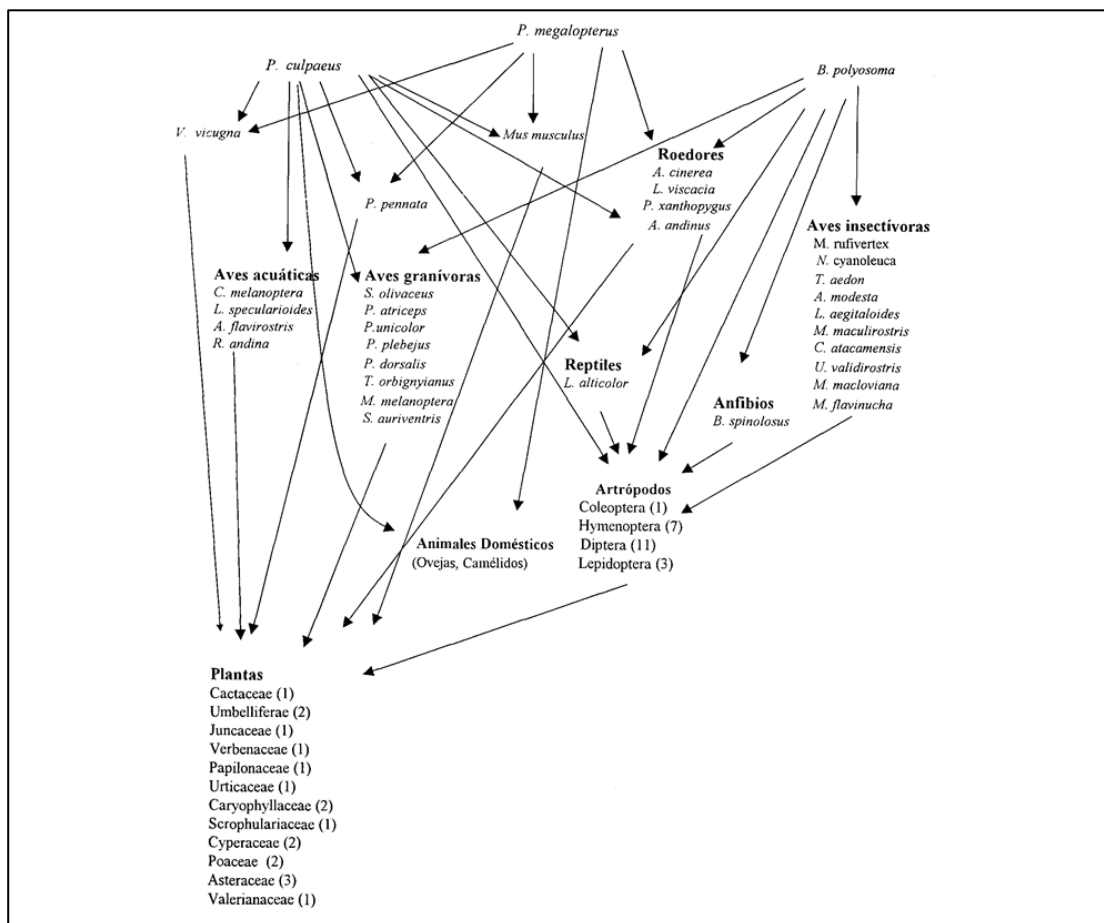 P. megalopterus
P. culpaeus
B. polyosoma
V. vicugna
Mus musculus
Roedores
A. cinerea
L. viscacia
P. xanthopygus
A. andinus
P. pennata
Aves insectívoras
M. rufivertex
N. cyanoleuca
T. aedon
A. modesta
L. aegitaloides
M. maculirostris
C. atacamensis
U. validirostris
M. macloviana
M. flavinucha
Aves acuáticas
C. melanoptera
L. specularioides
A. flavirostris
R. andina
Aves granívoras
S. olivaceus
P. atriceps
P.unicolor
P. plebejus
P. dorsalis
T. orbignyianus
M. melanoptera
S. auriventris
Reptiles
L. alticolor
Anfibios
B. spinolosus
Artrópodos
Coleoptera (1)
Hymenoptera (7)
Diptera (11)
Lepidoptera (3)
Animales Domésticos
(Ovejas, Camélidos)
Plantas
Cactaceae (1)
Umbelliferae (2)
Juncaceae (1)
Verbenaceae (1)
Papilonaceae (1)
Urticaceae (1)
Caryophyllaceae (2)
Scrophulariaceae (1)
Cyperaceae (2)
Poaceae (2)
Asteraceae (3)
Valerianaceae (1)